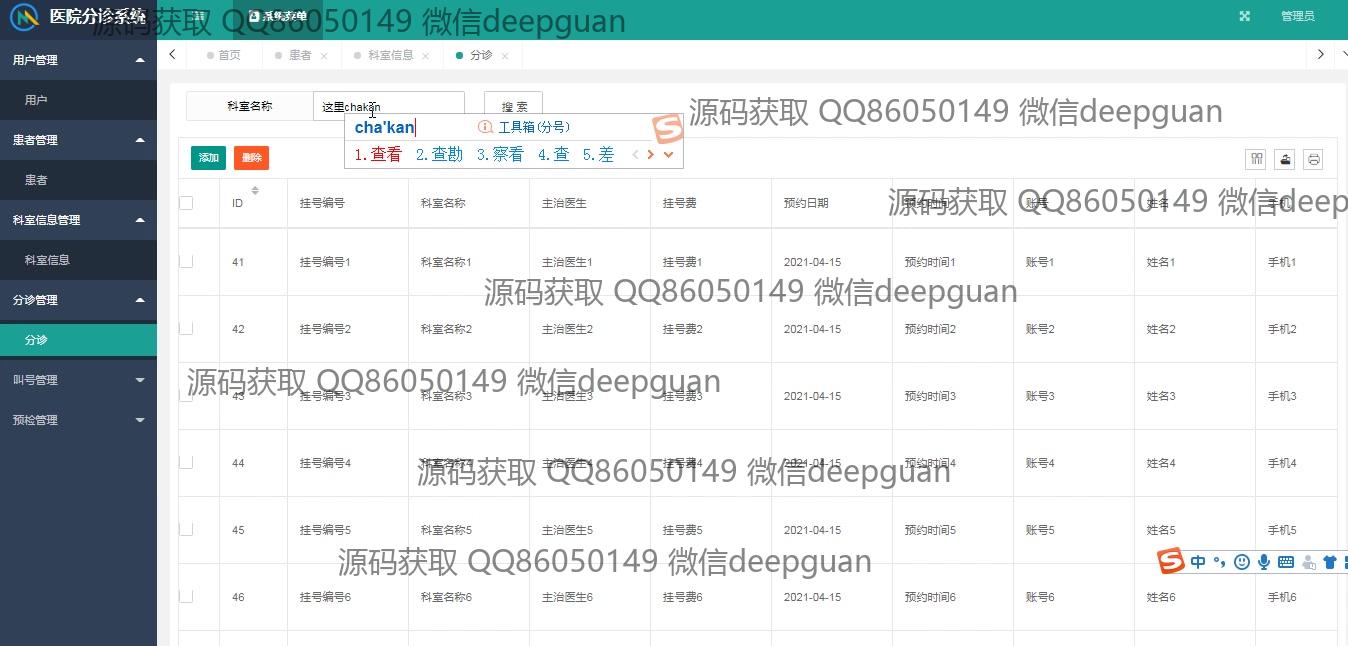 医院分诊系统 系统菜单 管理员
源码获取 QQ86050149 微信deepguan
用户管理
用户
患者管理
患者
科室信息管理
科室信息
分诊管理
分诊
叫号管理
预检管理
首页 患者 科室信息 分诊
科室名称 这里chakan 搜 索
源码获取 QQ86050149 微信deepguan
cha'kan 工具箱(分号)
1.查看 2.查勘 3.察看 4.查 5.差
添加 删除
ID 挂号编号 科室名称 主治医生 挂号费 预约日期 预约时间 账号 姓名 手机
源码获取 QQ86050149 微信deep
41 挂号编号1 科室名称1 主治医生1 挂号费1 2021-04-15 预约时间1 账号1 姓名1 手机1
源码获取 QQ86050149 微信deepguan
42 挂号编号2 科室名称2 主治医生2 挂号费2 2021-04-15 预约时间2 账号2 姓名2 手机2
源码获取 QQ86050149 微信deepguan
43 挂号编号3 科室名称3 主治医生3 挂号费3 2021-04-15 预约时间3 账号3 姓名3 手机3
44 挂号编号4 科室名称4 主治医生4 挂号费4 2021-04-15 预约时间4 账号4 姓名4 手机4
源码获取 QQ86050149 微信deepguan
45 挂号编号5 科室名称5 主治医生5 挂号费5 2021-04-15 预约时间5 账号5 姓名5 手机5
源码获取 QQ86050149 微信deepguan
中
46 挂号编号6 科室名称6 主治医生6 挂号费6 2021-04-15 预约时间6 账号6 姓名6 手机6